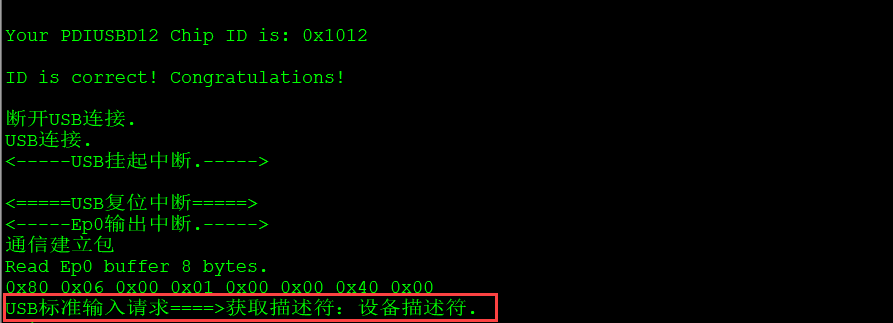 Your PDIUSBD12 Chip ID is: 0x1012
ID is correct! Congratulations!
断开USB连接.
USB连接.
<-----USB挂起中断.----->
<=====USB复位中断=====>
<-----Ep0输出中断.----->
通信建立包
Read Ep0 buffer 8 bytes.
0x80 0x06 0x00 0x01 0x00 0x00 0x40 0x00
USB标准输入请求====>获取描述符: 设备描述符.